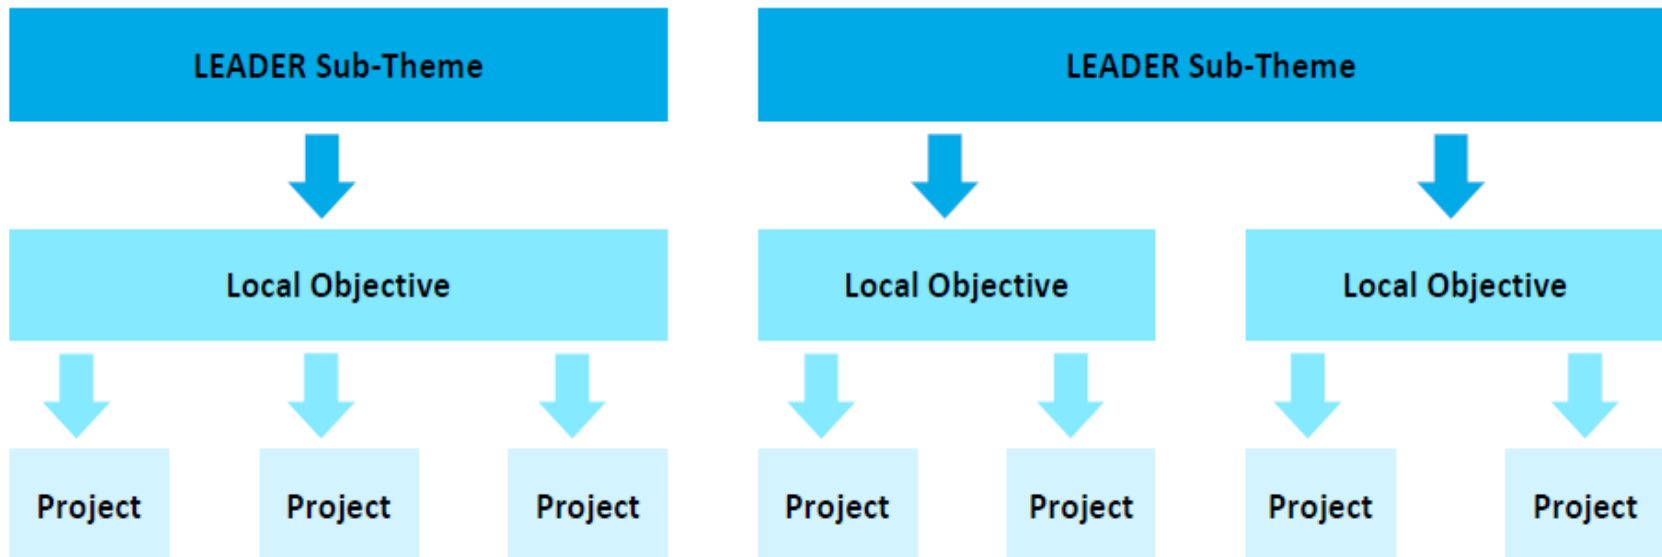 LEADER Sub-Theme
LEADER Sub-Theme
Local Objective
Local Objective
Local Objective
Project
Project
Project
Project
Project
Project
Project